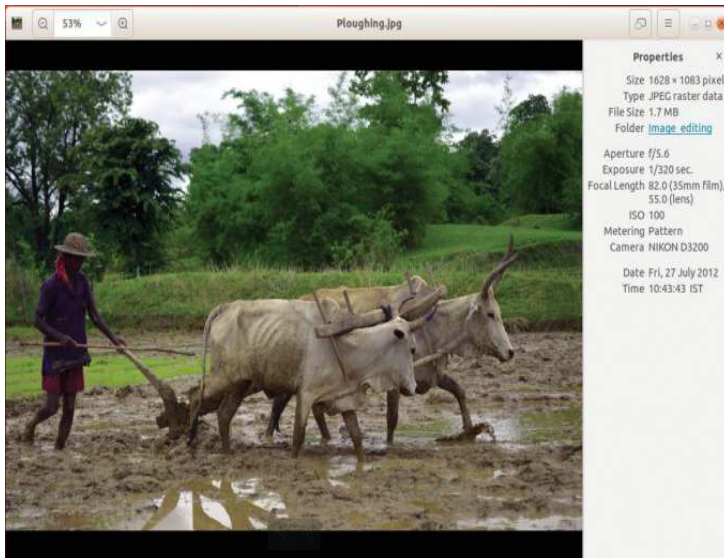 53%
Ploughing.jpg
Properties ×
Size 1628 × 1083 pixel
Type JPEG raster data
File Size 1.7 MB
Folder Image editing
Aperture f/5.6
Exposure 1/320 sec.
Focal Length 82.0 (35mm film),
55.0 (lens)
ISO 100
Metering Pattern
Camera NIKON D3200
Date Fri, 27 July 2012
Time 10:43:43 IST